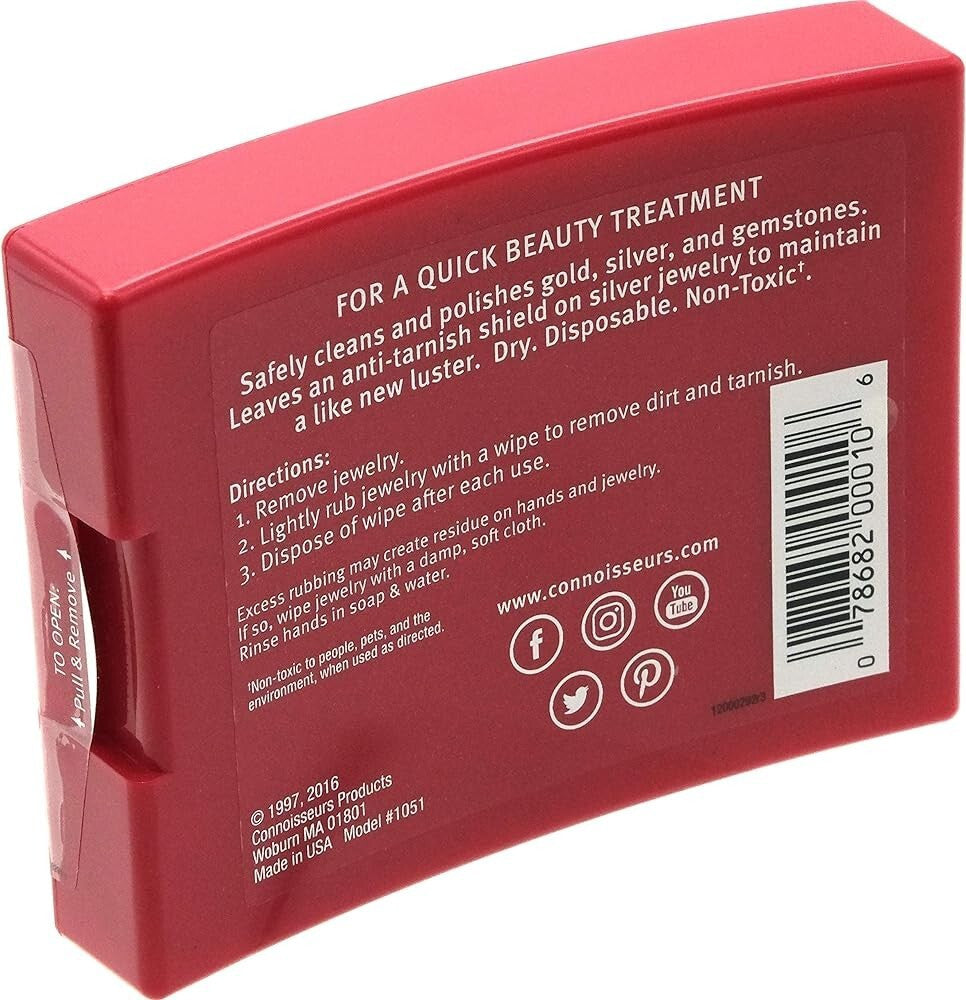 FOR A QUICK BEAUTY TREATMENT
Safely cleans and polishes gold, silver, and gemstones.
Leaves an anti-tarnish shield on silver jewelry to maintain
a like new luster. Dry. Disposable. Non-Toxic†.
Directions:
1. Remove jewelry.
2. Lightly rub jewelry with a wipe to remove dirt and tarnish.
3. Dispose of wipe after each use.
Excess rubbing may create residue on hands and jewelry.
If so, wipe jewelry with a damp, soft cloth.
Rinse hands in soap & water.
†Non-toxic to people, pets, and the
environment, when used as directed.
www.connoisseurs.com
You
Tube
© 1997, 2016
Connoisseurs Products
Woburn MA 01801
Made in USA Model #1051
0 78682 00010 6
TO OPEN:
Pull & Remove